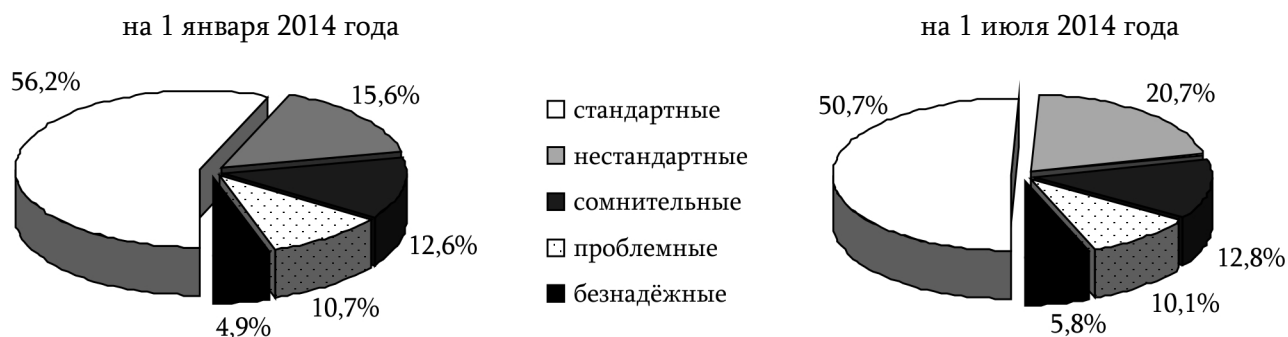 на 1 января 2014 года
56,2%
15,6%
12,6%
10,7%
4,9%
стандартные
нестандартные
сомнительные
проблемные
безнадёжные
на 1 июля 2014 года
50,7%
20,7%
12,8%
10,1%
5,8%